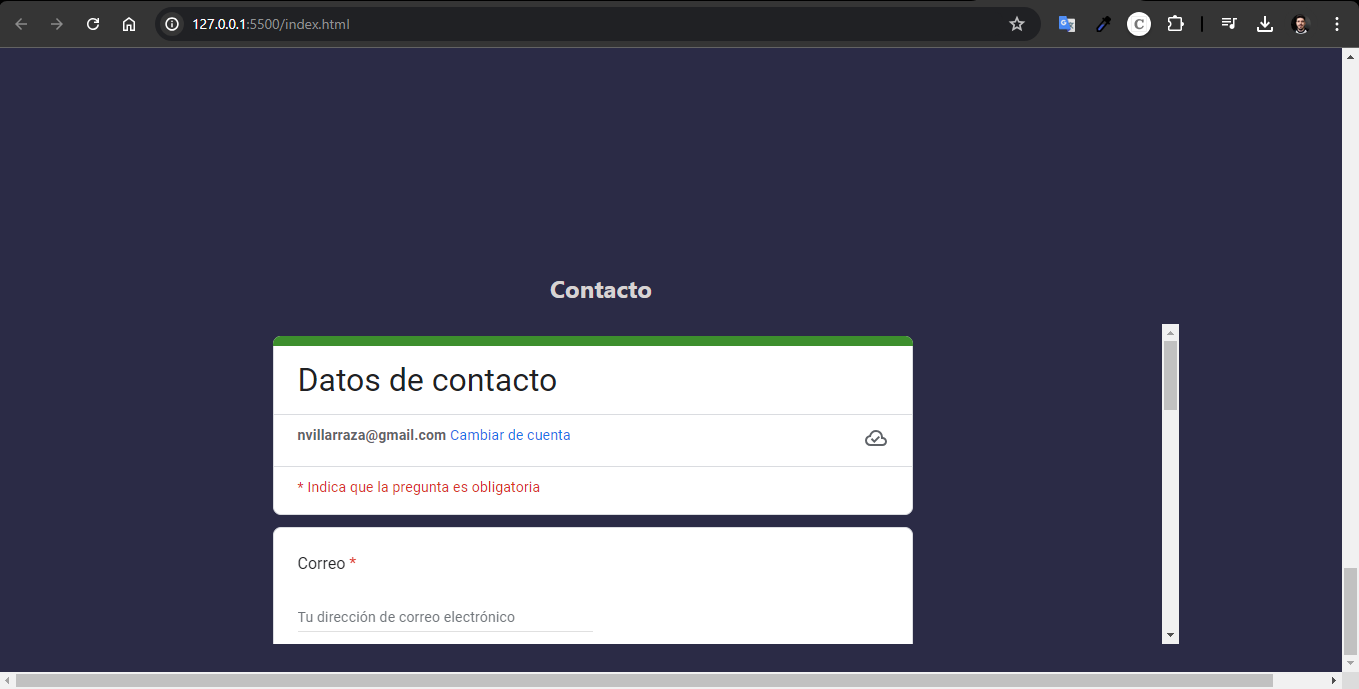 127.0.0.1:5500/index.html
C
Contacto
Datos de contacto
nvillarraza@gmail.com Cambiar de cuenta
* Indica que la pregunta es obligatoria
Correo *
Tu dirección de correo electrónico